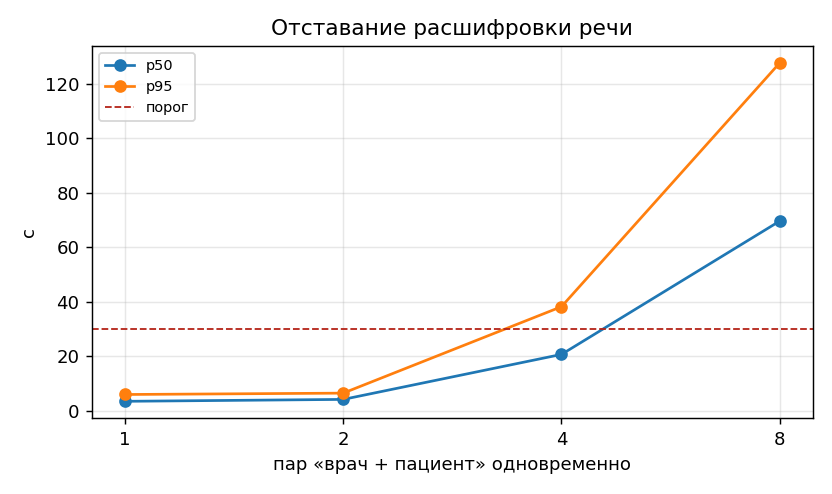 Отставание расшифровки речи
p50
p95
порог
120
100
80
60
40
20
0
с
1 2 4 8
пар «врач + пациент» одновременно